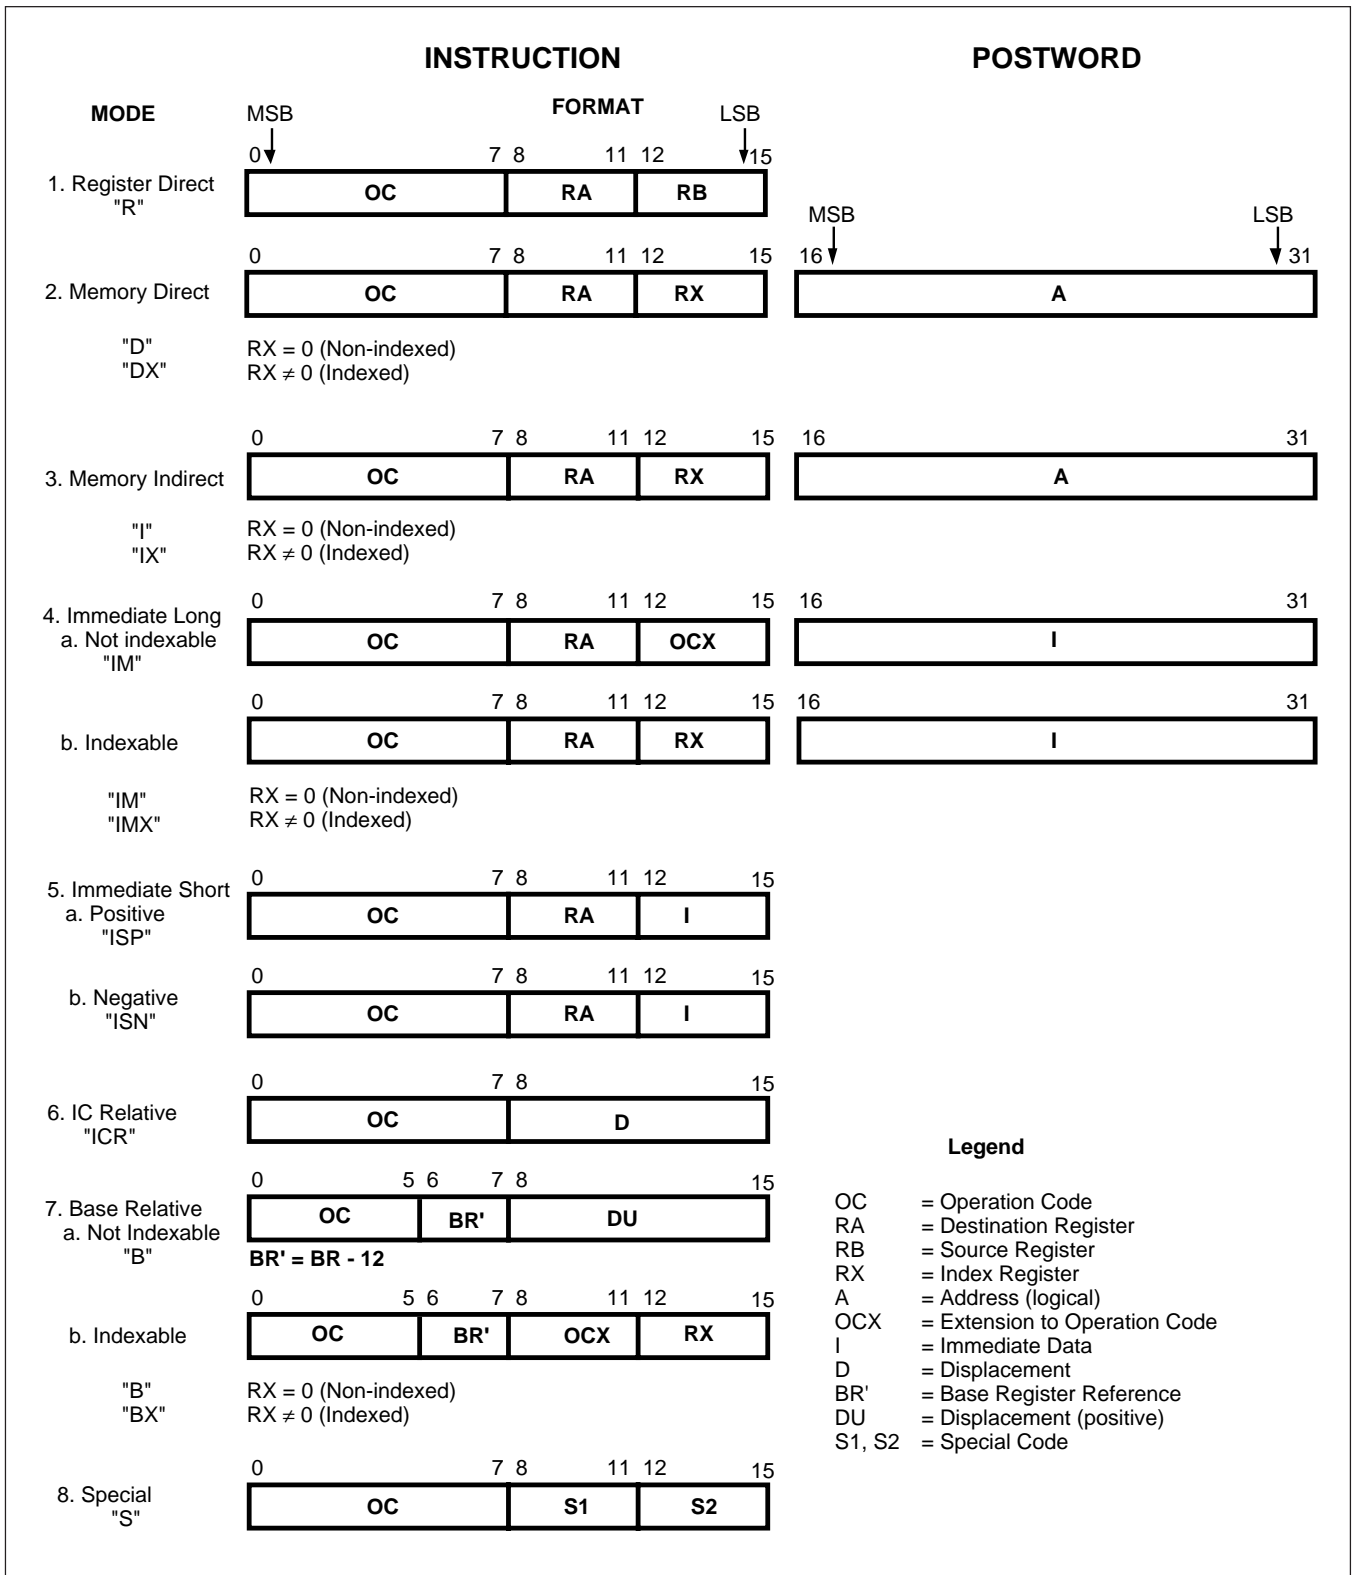 INSTRUCTION POSTWORD
MODE MSB FORMAT LSB
0 7 8 11 12 15
1. Register Direct OC RA RB
"R"
MSB LSB
0 7 8 11 12 15 16 31
2. Memory Direct OC RA RX A
"D" RX = 0 (Non-indexed)
"DX" RX ≠ 0 (Indexed)
0 7 8 11 12 15 16 31
3. Memory Indirect OC RA RX A
"I" RX = 0 (Non-indexed)
"IX" RX ≠ 0 (Indexed)
0 7 8 11 12 15 16 31
4. Immediate Long
a. Not indexable OC RA OCX I
"IM"
0 7 8 11 12 15 16 31
b. Indexable OC RA RX I
"IM" RX = 0 (Non-indexed)
"IMX" RX ≠ 0 (Indexed)
0 7 8 11 12 15
5. Immediate Short
a. Positive OC RA I
"ISP"
0 7 8 11 12 15
b. Negative
"ISN" OC RA I
0 7 8 15
6. IC Relative OC D
"ICR"
0 5 6 7 8 15
7. Base Relative OC BR' DU
a. Not Indexable
"B" BR' = BR - 12
0 5 6 7 8 11 12 15
b. Indexable OC BR' OCX RX
"B" RX = 0 (Non-indexed)
"BX" RX ≠ 0 (Indexed)
0 7 8 11 12 15
8. Special OC S1 S2
"S"
Legend
OC = Operation Code
RA = Destination Register
RB = Source Register
RX = Index Register
A = Address (logical)
OCX = Extension to Operation Code
I = Immediate Data
D = Displacement
BR' = Base Register Reference
DU = Displacement (positive)
S1, S2 = Special Code